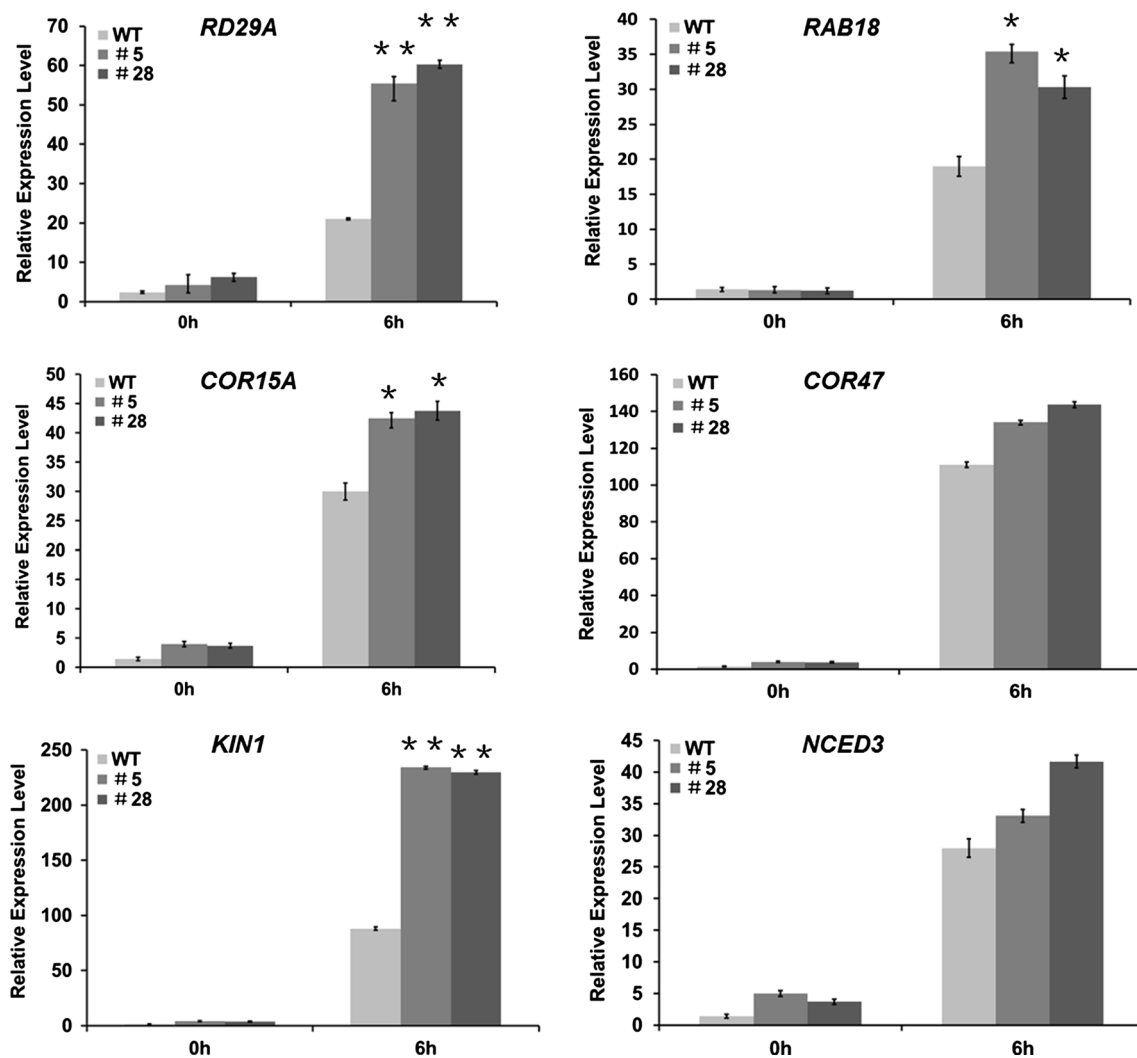 RD29A
WT
#5
#28
* * * *
Relative Expression Level
70
60
50
40
30
20
10
0
0h
6h
RAB18
WT
#5
#28
*
*
Relative Expression Level
40
35
30
25
20
15
10
5
0
0h
6h
COR15A
WT
#5
#28
* *
Relative Expression Level
50
45
40
35
30
25
20
15
10
5
0
0h
6h
COR47
WT
#5
#28
Relative Expression Level
160
140
120
100
80
60
40
20
0
0h
6h
KIN1
WT
#5
#28
* * * *
Relative Expression Level
250
200
150
100
50
0
0h
6h
NCED3
WT
#5
#28
Relative Expression Level
45
40
35
30
25
20
15
10
5
0
0h
6h